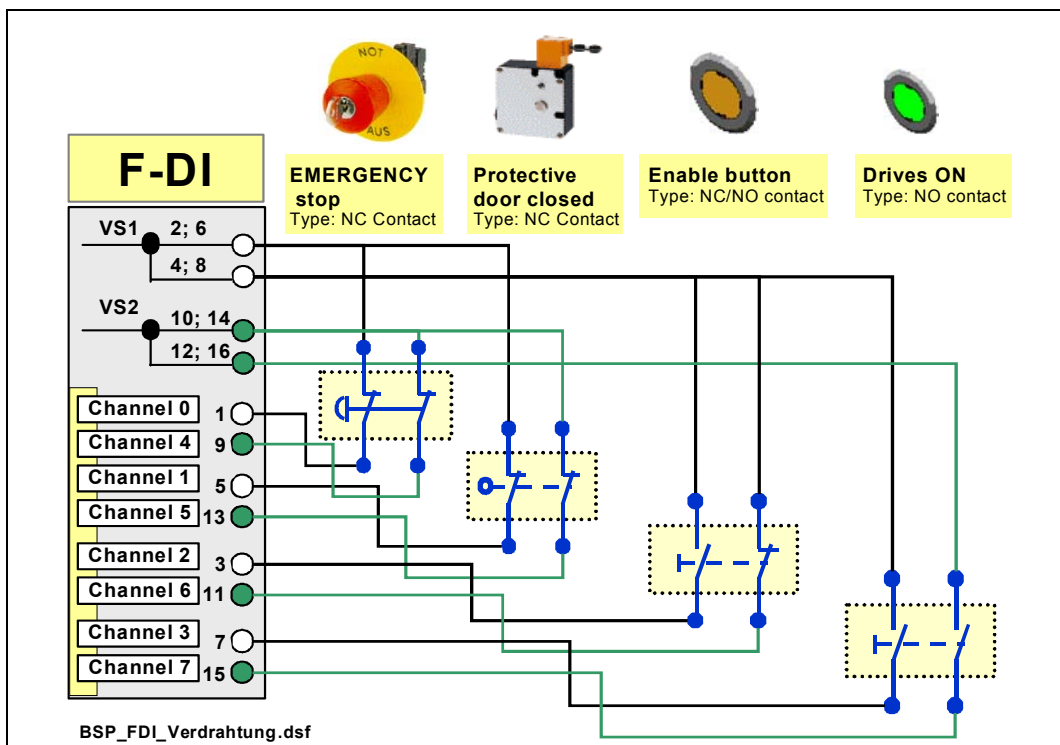 NOT
AUS
F-DI
EMERGENCY
stop
Type: NC Contact
Protective
door closed
Type: NC Contact
Enable button
Type: NC/NO contact
Drives ON
Type: NO contact
VS1
2; 6
4; 8
VS2
10; 14
12; 16
Channel 0
1
Channel 4
9
Channel 1
5
Channel 5
13
Channel 2
3
Channel 6
11
Channel 3
7
Channel 7
15
BSP_FDI_Verdrahtung.dsf